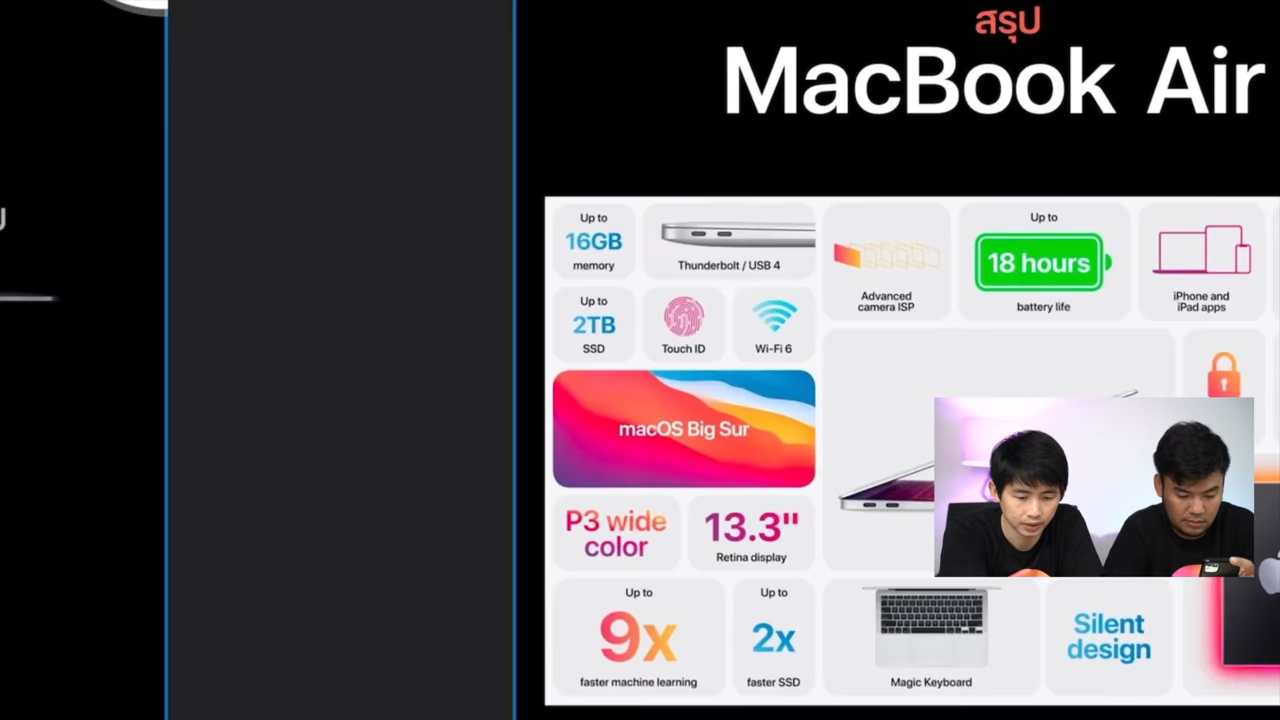 สรุป
MacBook Air
Up to
16GB
memory
Thunderbolt / USB 4
Advanced
camera ISP
Up to
18 hours
battery life
iPhone and
iPad apps
Up to
2TB
SSD
Touch ID
Wi-Fi 6
macOS Big Sur
P3 wide
color
13.3"
Retina display
Up to
9x
faster machine learning
Up to
2x
faster SSD
Magic Keyboard
Silent
design